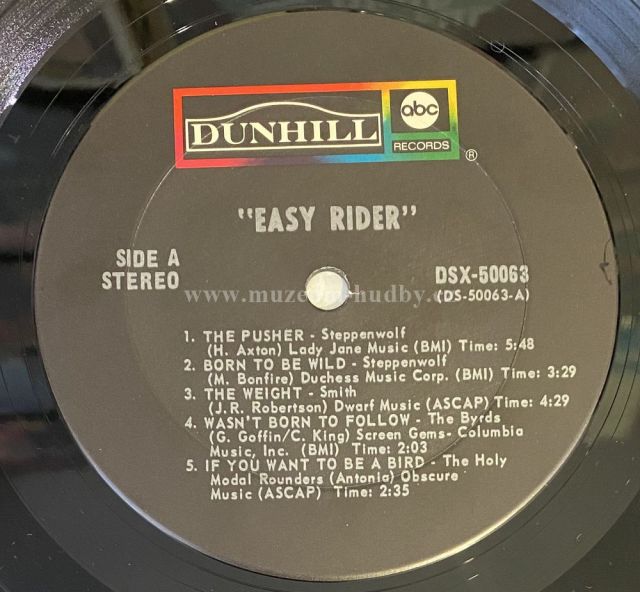 DUNHILL
abc
RECORDS
®
"EASY RIDER"
SIDE A
STEREO
DSX-50063
(DS-50063-A)
1. THE PUSHER - Steppenwolf
(H. Axton) Lady Jane Music (BMI) Time: 5:48
2. BORN TO BE WILD - Steppenwolf
(M. Bonfire) Duchess Music Corp. (BMI) Time: 3:29
3. THE WEIGHT - Smith
(J.R. Robertson) Dwarf Music (ASCAP) Time: 4:29
4. WASN'T BORN TO FOLLOW - The Byrds
(G. Goffin/C. King) Screen Gems- Columbia
Music, Inc. (BMI) Time: 2:03
5. IF YOU WANT TO BE A BIRD - The Holy
Modal Rounders (Antonia) Obscure
Music (ASCAP) Time: 2:35